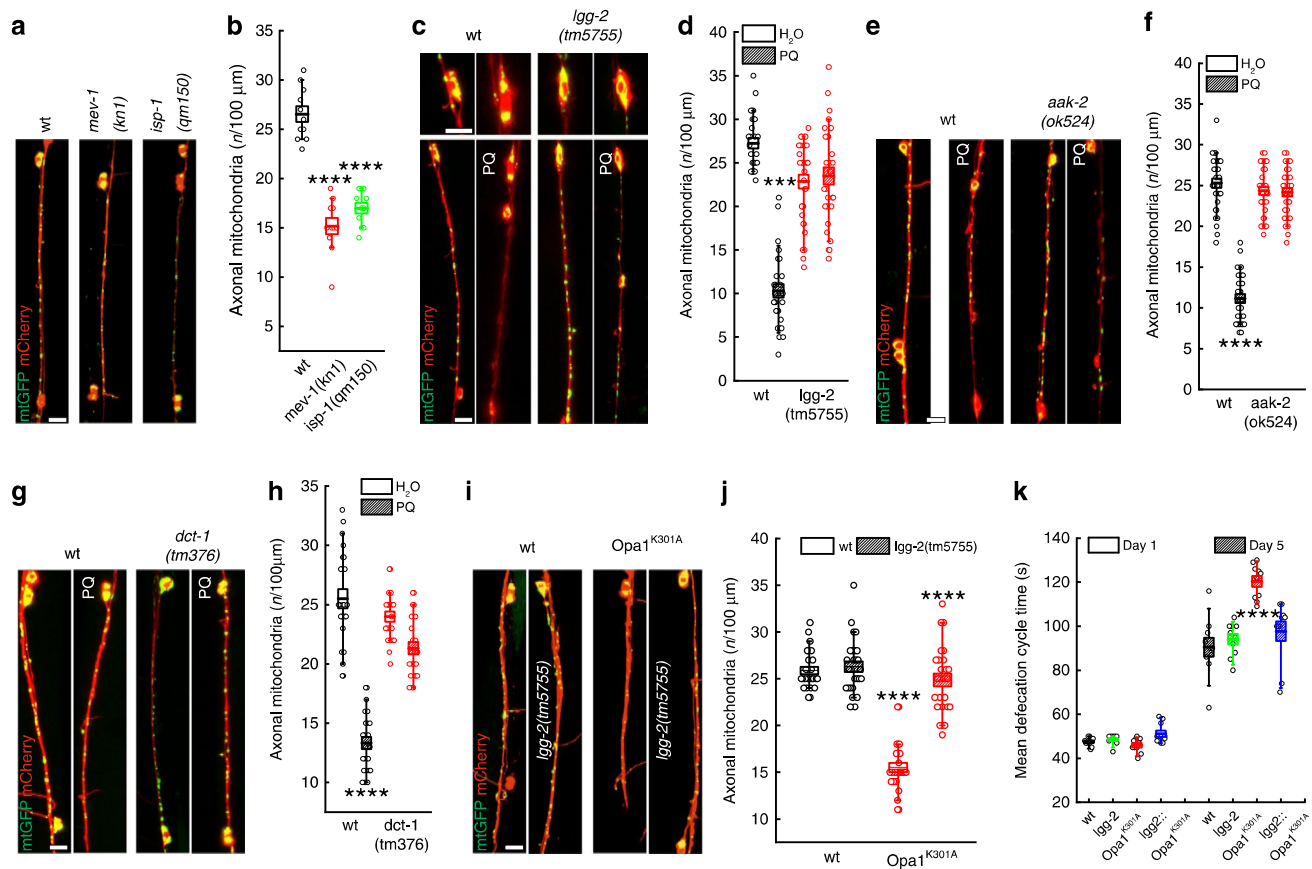 a
wt
mev-1
(kn1)
isp-1
(qm150)
mtGFP mCherry
b
Axonal mitochondria (n/100 µm)
35
30
25
20
15
10
5
****
****
wt
mev-1(kn1)
isp-1(qm150)
c
wt
lgg-2
(tm5755)
PQ
PQ
mtGFP mCherry
d
H2O
PQ
Axonal mitochondria (n/100 µm)
40
35
30
25
20
15
10
5
0
***
wt
lgg-2
(tm5755)
e
wt
aak-2
(ok524)
PQ
PQ
mtGFP mCherry
f
H2O
PQ
Axonal mitochondria (n/100 µm)
40
30
25
20
15
10
0
****
wt
aak-2
(ok524)
g
wt
dct-1
(tm376)
PQ
PQ
mtGFP mCherry
h
H2O
PQ
Axonal mitochondria (n/100µm)
35
30
25
20
15
10
****
wt
dct-1
(tm376)
i
wt
Opa1K301A
lgg-2(tm5755)
lgg-2(tm5755)
mtGFP mCherry
j
wt
lgg-2(tm5755)
Axonal mitochondria (n/100 µm)
40
35
30
25
20
15
10
****
****
wt
Opa1K301A
k
Day 1
Day 5
Mean defecation cycle time (s)
140
120
100
80
60
40
20
****
wt
lgg-2
Opa1K301A
lgg2::
Opa1K301A
wt
lgg-2
Opa1K301A
lgg2::
Opa1K301A